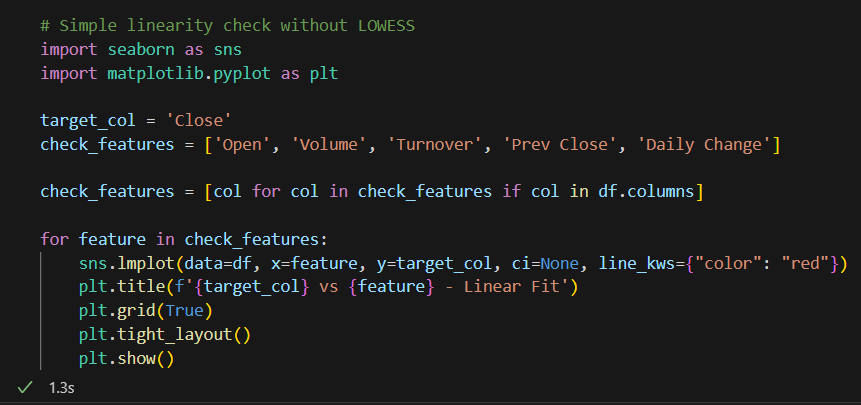 # Simple linearity check without LOWESS
import seaborn as sns
import matplotlib.pyplot as plt
target_col = 'Close'
check_features = ['Open', 'Volume', 'Turnover', 'Prev Close', 'Daily Change']
check_features = [col for col in check_features if col in df.columns]
for feature in check_features:
    sns.lmplot(data=df, x=feature, y=target_col, ci=None, line_kws={"color": "red"})
    plt.title(f'{target_col} vs {feature} - Linear Fit')
    plt.grid(True)
    plt.tight_layout()
    plt.show()
1.3s